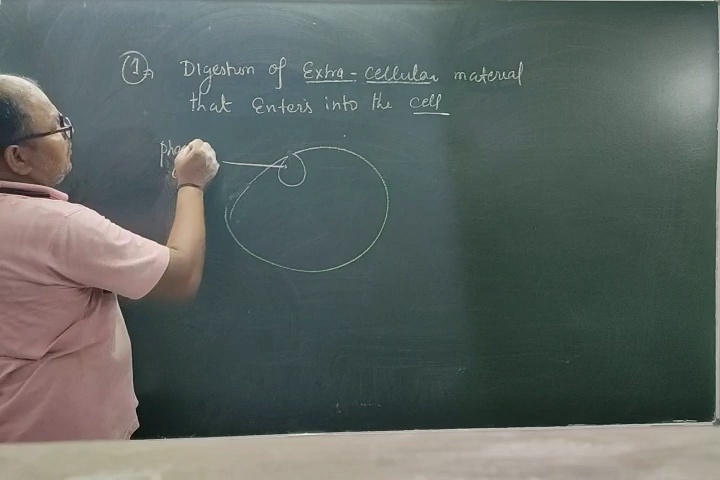 1
Digestion of Extra-cellular material
that Enters into the cell